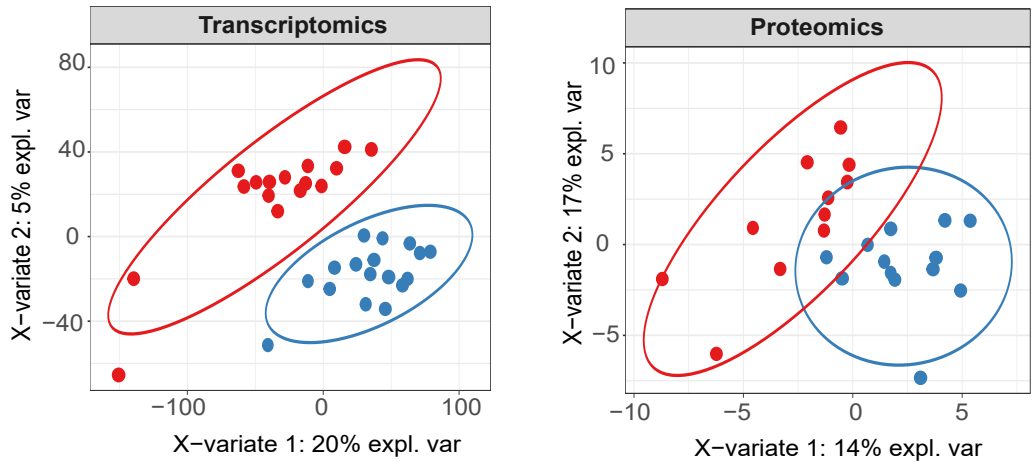 Transcriptomics
X−variate 2: 5% expl. var
80
40
0
−40
−100
0
100
X−variate 1: 20% expl. var
Proteomics
X−variate 2: 17% expl. var
10
5
0
−5
−10
−5
0
5
X−variate 1: 14% expl. var